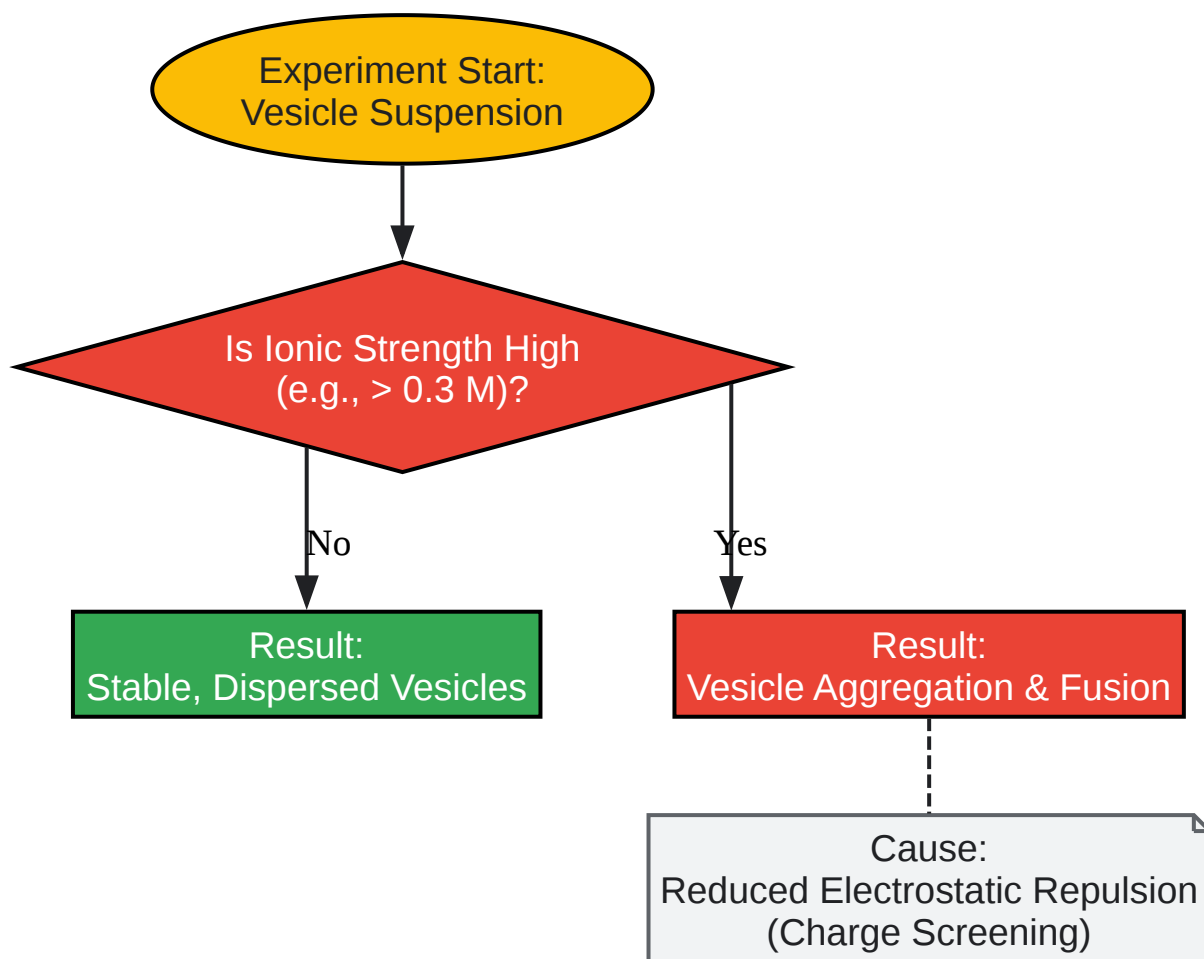 Experiment Start:
Vesicle Suspension
Is Ionic Strength High
(e.g., > 0.3 M)?
No
Yes
Result:
Stable, Dispersed Vesicles
Result:
Vesicle Aggregation & Fusion
Cause:
Reduced Electrostatic Repulsion
(Charge Screening)